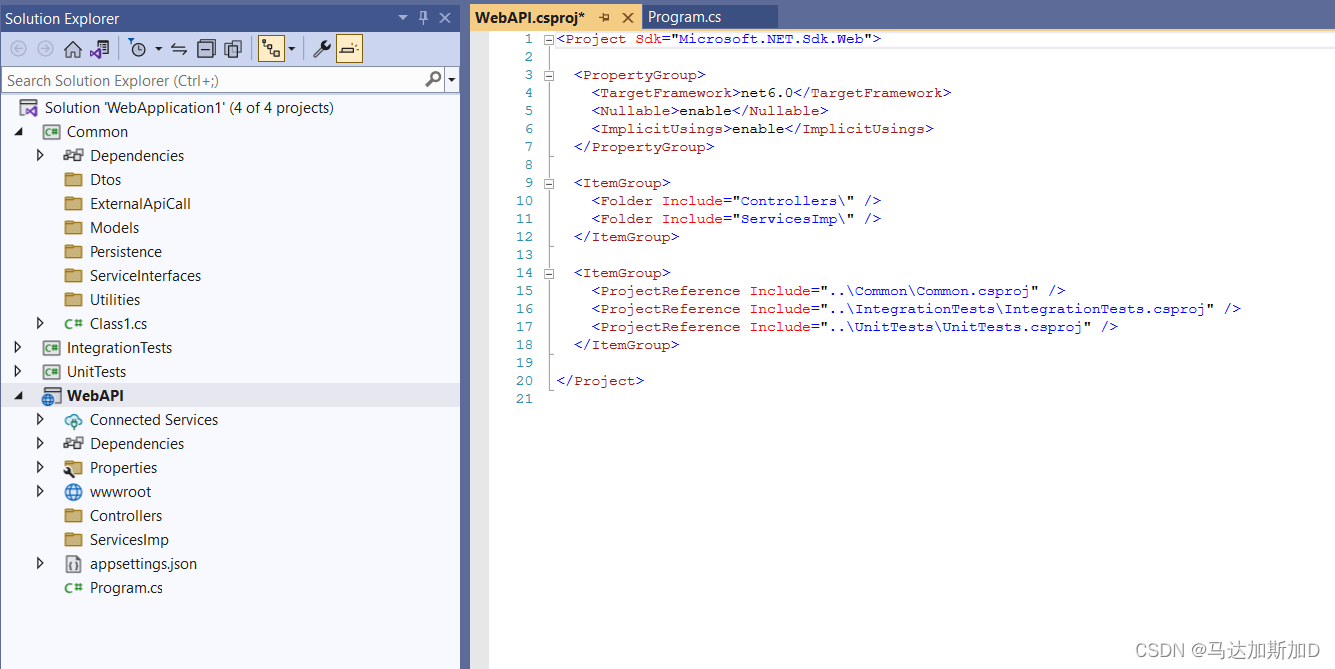 Solution Explorer
Search Solution Explorer (Ctrl+;)
Solution 'WebApplication1' (4 of 4 projects)
C# Common
Dependencies
Dtos
ExternalApiCall
Models
Persistence
ServiceInterfaces
Utilities
C# Class1.cs
C# IntegrationTests
C# UnitTests
WebAPI
Connected Services
Dependencies
Properties
wwwroot
Controllers
ServicesImp
appsettings.json
C# Program.cs
WebAPI.csproj* Program.cs
1 <Project Sdk="Microsoft.NET.Sdk.Web">
2
3 <PropertyGroup>
4 <TargetFramework>net6.0</TargetFramework>
5 <Nullable>enable</Nullable>
6 <ImplicitUsings>enable</ImplicitUsings>
7 </PropertyGroup>
8
9 <ItemGroup>
10 <Folder Include="Controllers\" />
11 <Folder Include="ServicesImp\" />
12 </ItemGroup>
13
14 <ItemGroup>
15 <ProjectReference Include="..\Common\Common.csproj" />
16 <ProjectReference Include="..\IntegrationTests\IntegrationTests.csproj" />
17 <ProjectReference Include="..\UnitTests\UnitTests.csproj" />
18 </ItemGroup>
19
20 </Project>
21
CSDN @马达加斯加D